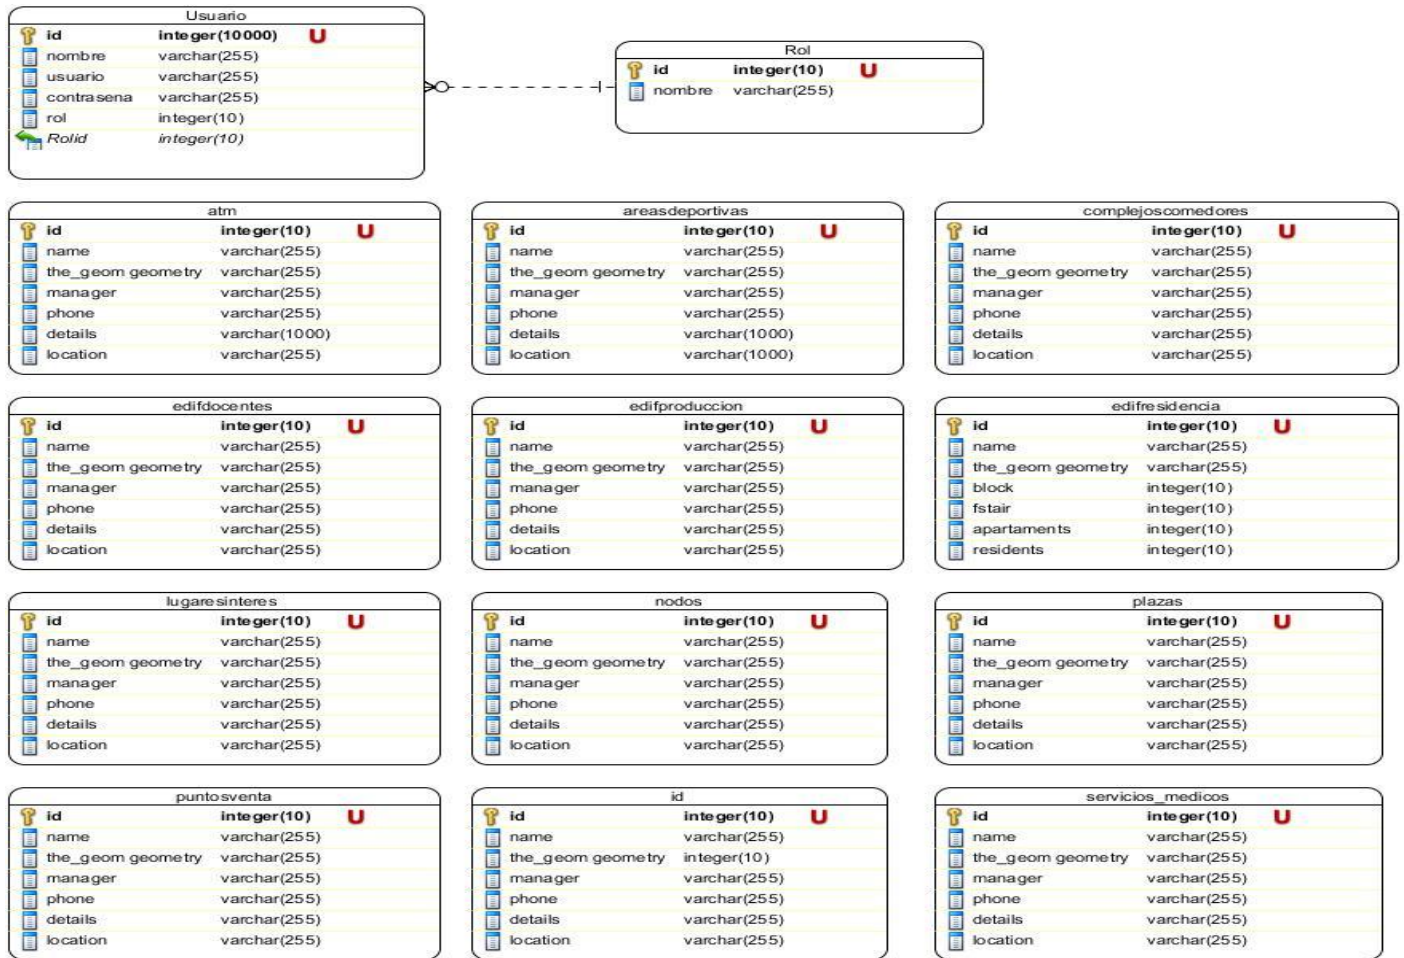 Usuario
id integer(10000) U
nombre varchar(255)
usuario varchar(255)
contrasena varchar(255)
rol integer(10)
Rolid integer(10)
Rol
id integer(10) U
nombre varchar(255)
atm
id integer(10) U
name varchar(255)
the_geom geometry varchar(255)
manager varchar(255)
phone varchar(255)
details varchar(1000)
location varchar(255)
areasdeportivas
id integer(10) U
name varchar(255)
the_geom geometry varchar(255)
manager varchar(255)
phone varchar(255)
details varchar(1000)
location varchar(1000)
complejoscomedores
id integer(10) U
name varchar(255)
the_geom geometry varchar(255)
manager varchar(255)
phone varchar(255)
details varchar(255)
location varchar(255)
edifdocentes
id integer(10) U
name varchar(255)
the_geom geometry varchar(255)
manager varchar(255)
phone varchar(255)
details varchar(255)
location varchar(255)
edifproduccion
id integer(10) U
name varchar(255)
the_geom geometry varchar(255)
manager varchar(255)
phone varchar(255)
details varchar(255)
location varchar(255)
edifresidencia
id integer(10) U
name varchar(255)
the_geom geometry varchar(255)
block integer(10)
fstair integer(10)
apartaments integer(10)
residents integer(10)
lugaresinteres
id integer(10) U
name varchar(255)
the_geom geometry varchar(255)
manager varchar(255)
phone varchar(255)
details varchar(255)
location varchar(255)
nodos
id integer(10) U
name varchar(255)
the_geom geometry varchar(255)
manager varchar(255)
phone varchar(255)
details varchar(255)
location varchar(255)
plazas
id integer(10) U
name varchar(255)
the_geom geometry varchar(255)
manager varchar(255)
phone varchar(255)
details varchar(255)
location varchar(255)
puntosventa
id integer(10) U
name varchar(255)
the_geom geometry varchar(255)
manager varchar(255)
phone varchar(255)
details varchar(255)
location varchar(255)
id
id integer(10) U
name varchar(255)
the_geom geometry integer(10)
manager varchar(255)
phone varchar(255)
details varchar(255)
location varchar(255)
servicios_medicos
id integer(10) U
name varchar(255)
the_geom geometry varchar(255)
manager varchar(255)
phone varchar(255)
details varchar(255)
location varchar(255)